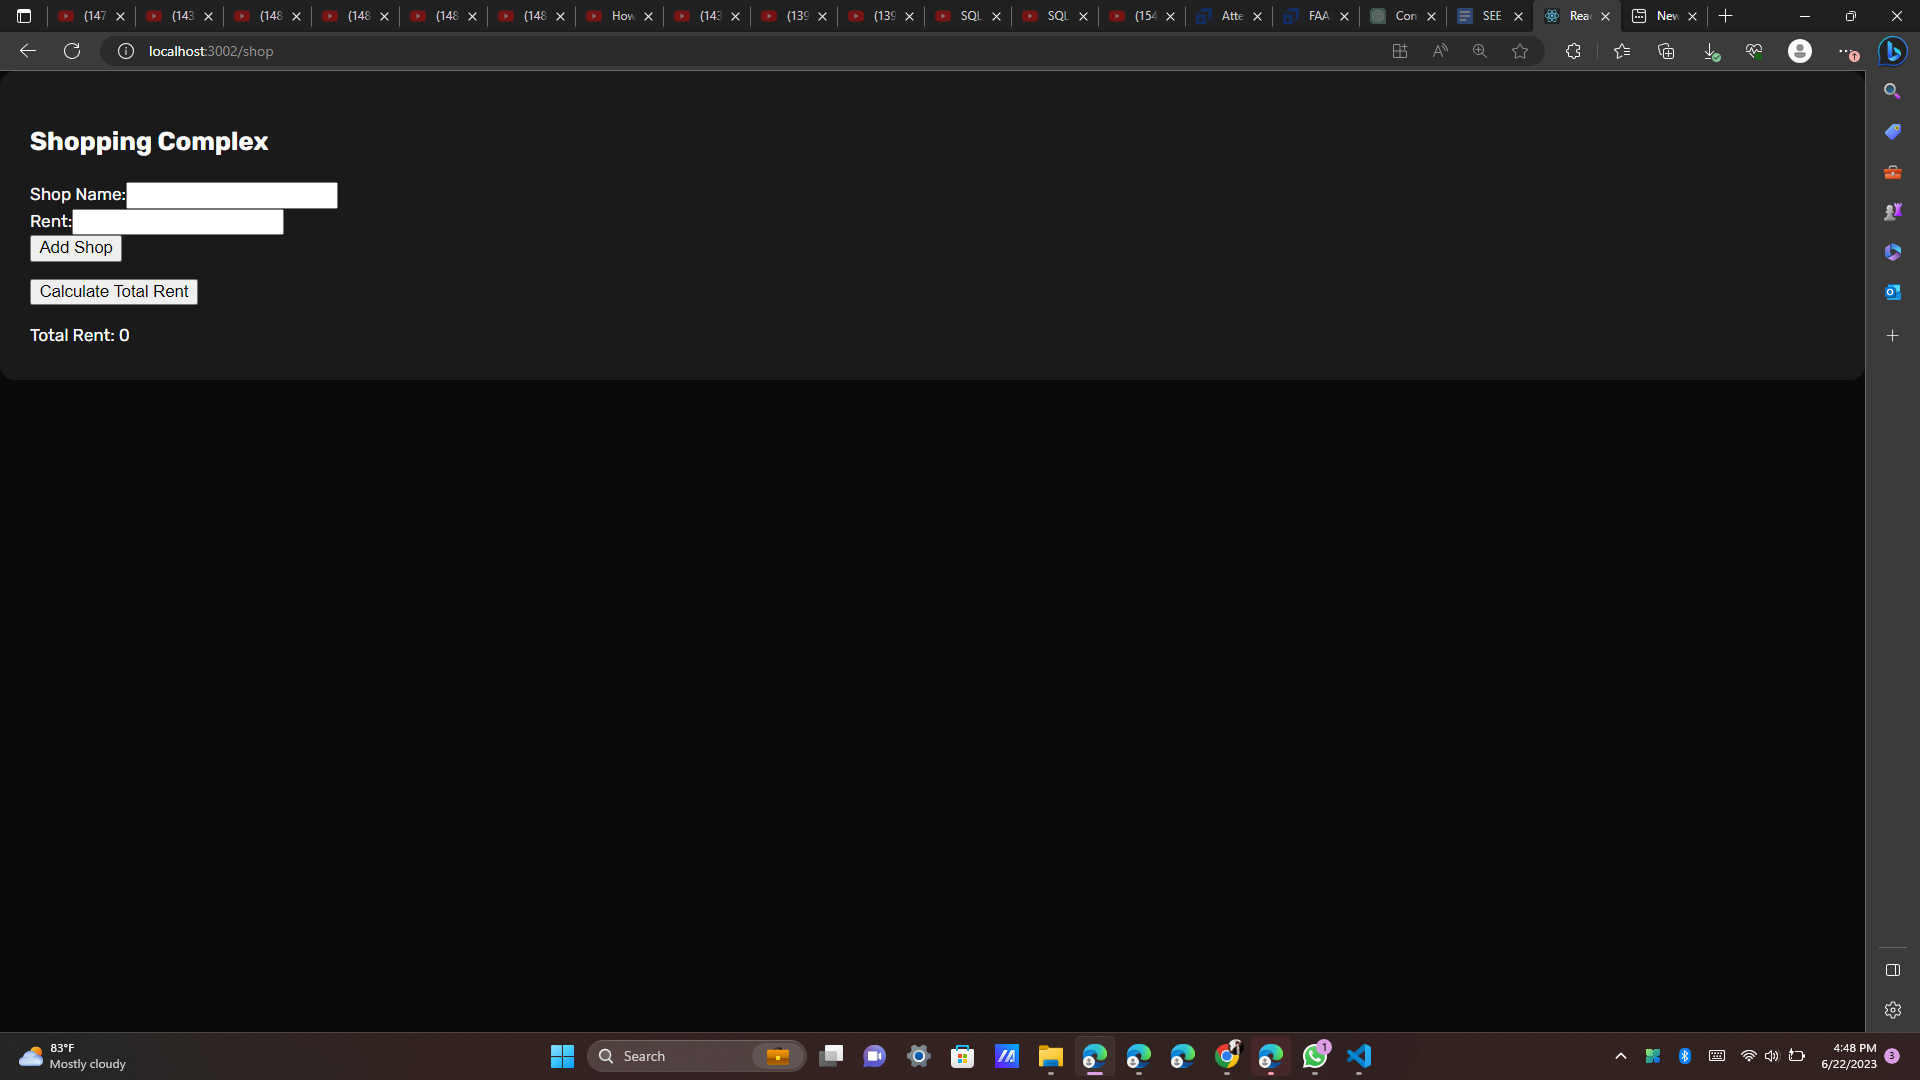 (147
(143
(148
(148
(148
(148
How
(143
(139
(139
SQL
SQL
(154
Atte
FAA
Con
SEE
Rea
New
localhost:3002/shop
Shopping Complex
Shop Name:
Rent:
Add Shop
Calculate Total Rent
Total Rent: 0
83°F
Mostly cloudy
Search
1
4:48 PM
6/22/2023
3